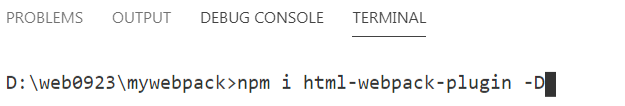 PROBLEMS OUTPUT DEBUG CONSOLE TERMINAL
D:\web0923\mywebpack>npm i html-webpack-plugin -D